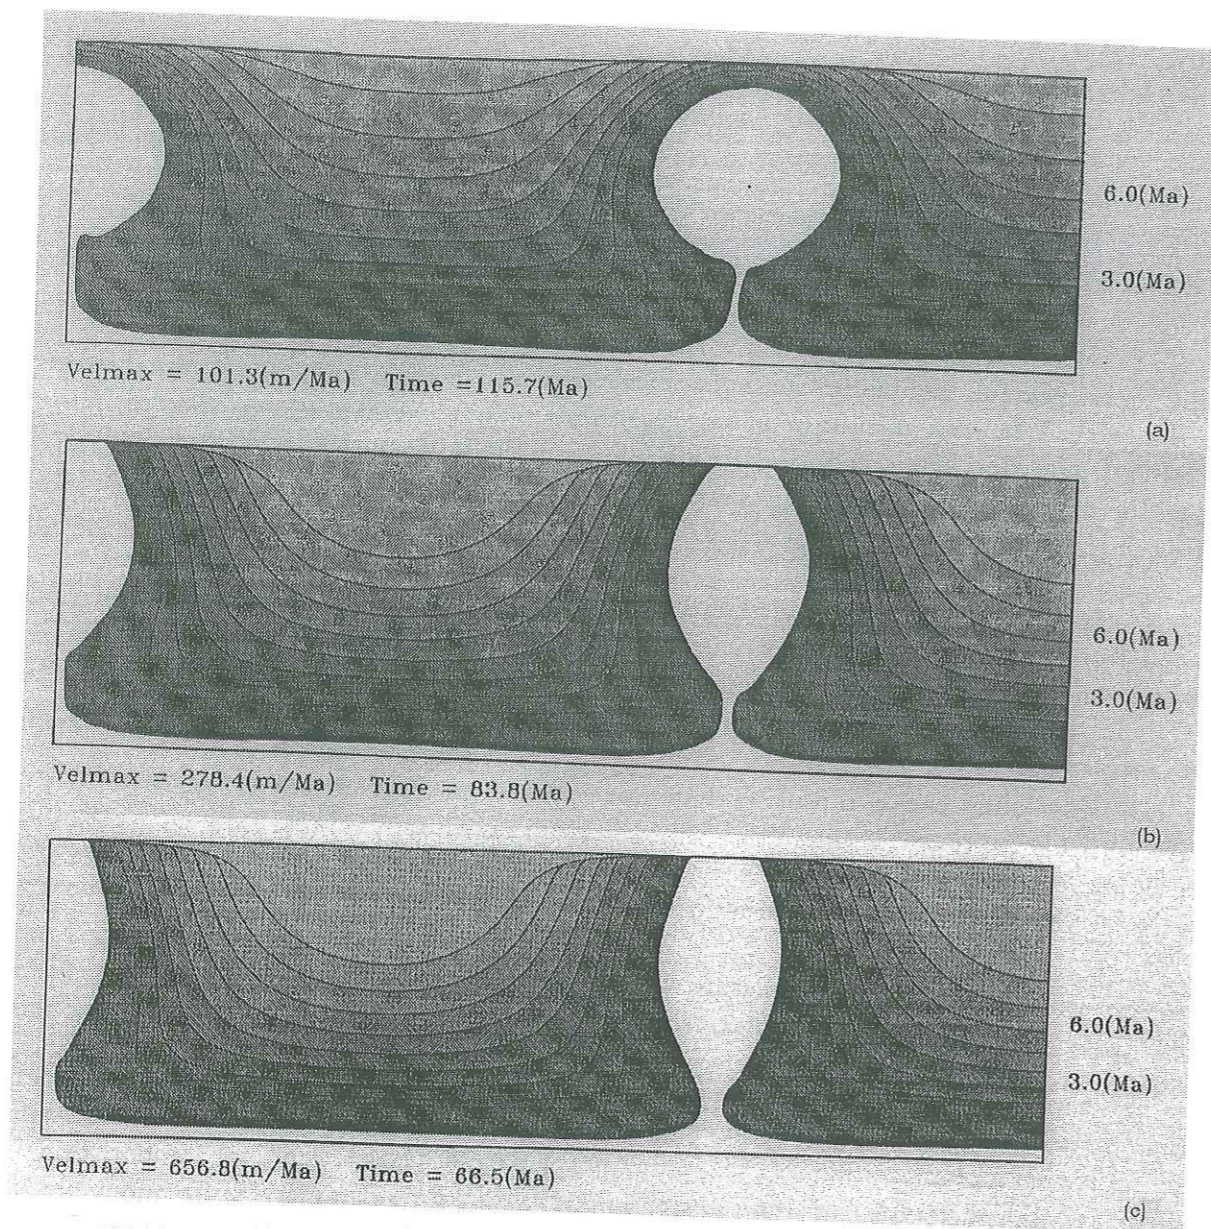 6.0(Ma)
3.0(Ma)
Velmax = 101.3(m/Ma) Time =115.7(Ma)
(a)
6.0(Ma)
3.0(Ma)
Velmax = 278.4(m/Ma) Time = 83.8(Ma)
(b)
6.0(Ma)
3.0(Ma)
Velmax = 656.8(m/Ma) Time = 66.5(Ma)
(c)